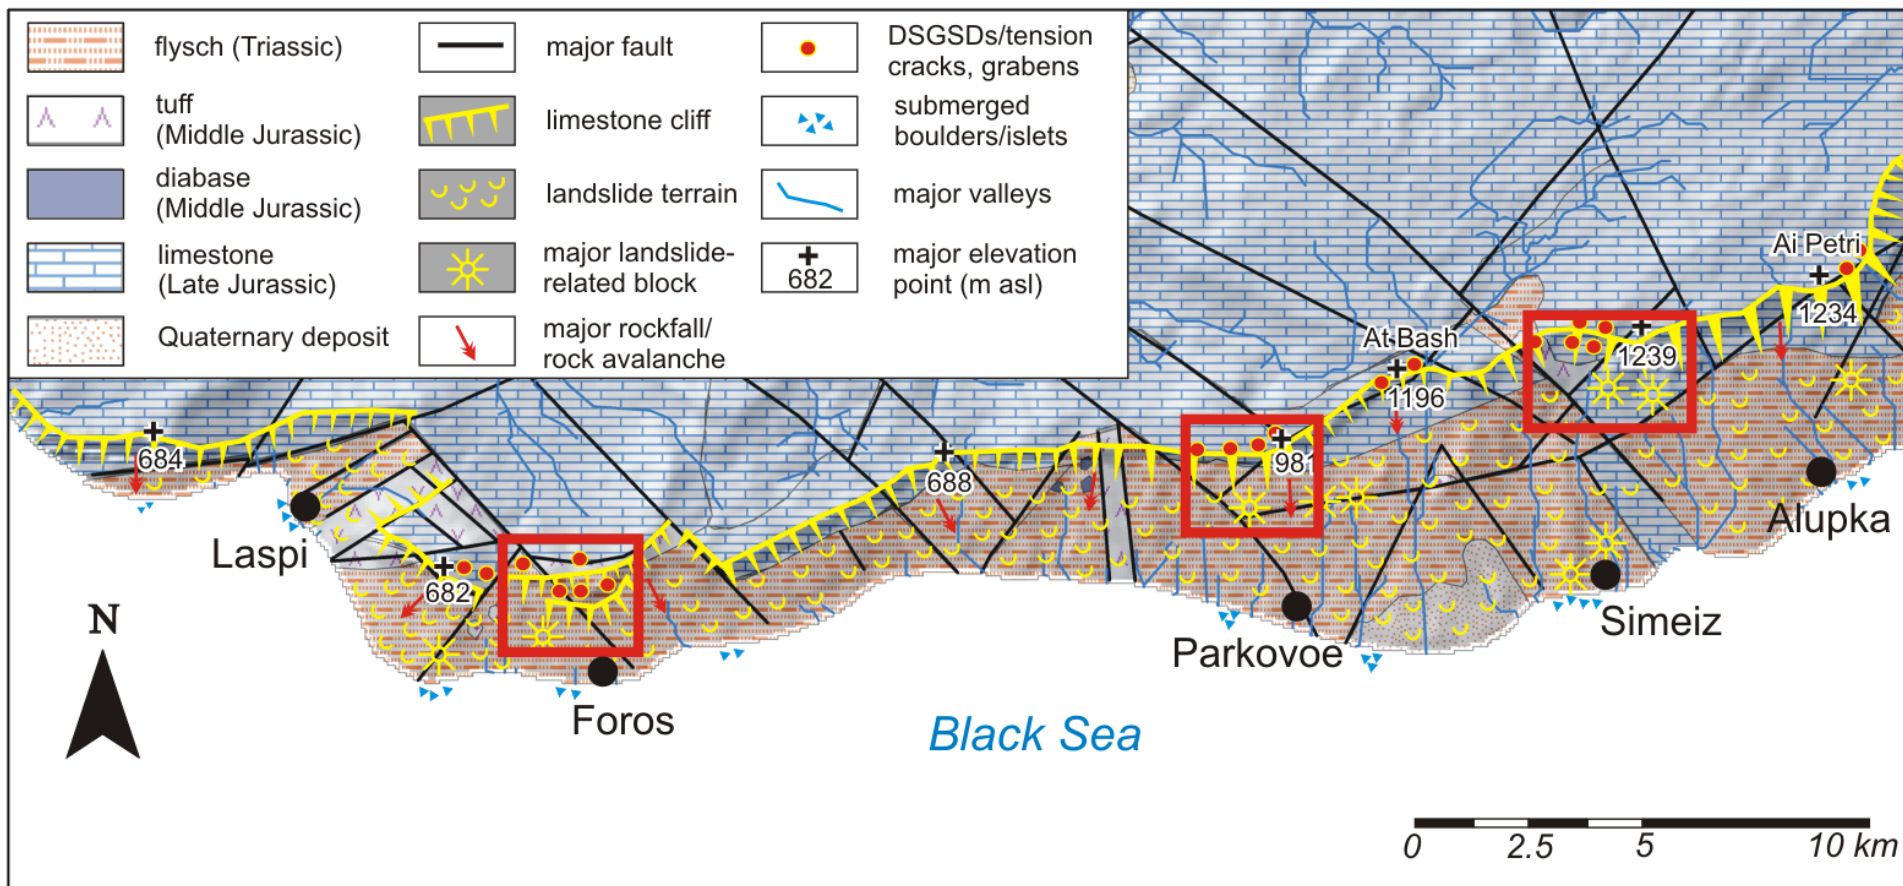 flysch (Triassic)
tuff
(Middle Jurassic)
diabase
(Middle Jurassic)
limestone
(Late Jurassic)
Quaternary deposit
major fault
limestone cliff
landslide terrain
major landslide-
related block
major rockfall/
rock avalanche
DSGSDs/tension
cracks, grabens
submerged
boulders/islets
major valleys
682
major elevation
point (m asl)
Ai Petri
1234
At Bash
1196
1239
981
688
684
682
Laspi
Foros
Parkovoe
Simeiz
Alupka
N
Black Sea
0 2.5 5 10 km